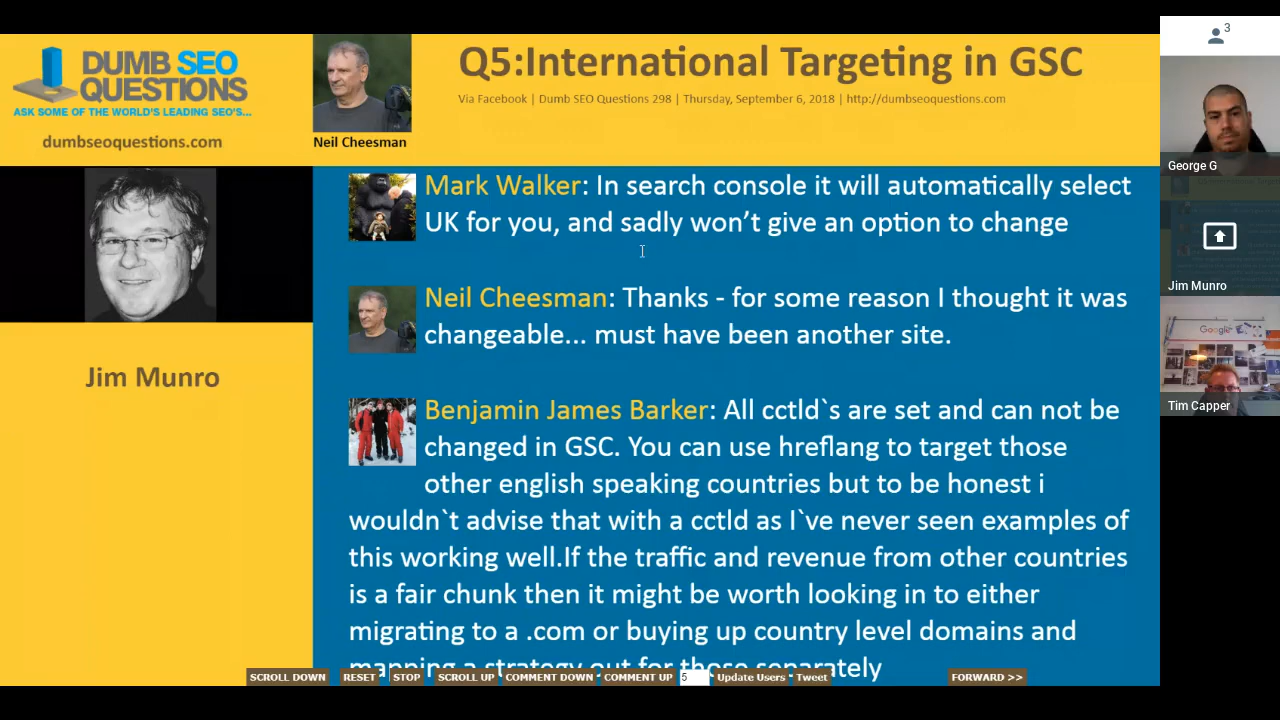 DUMB SEO
QUESTIONS
ASK SOME OF THE WORLD'S LEADING SEO'S...
dumbseoquestions.com
Neil Cheesman
Q5:International Targeting in GSC
Via Facebook | Dumb SEO Questions 298 | Thursday, September 6, 2018 | http://dumbseoquestions.com
Jim Munro
Mark Walker: In search console it will automatically select
UK for you, and sadly won’t give an option to change
Neil Cheesman: Thanks - for some reason I thought it was
changeable... must have been another site.
Benjamin James Barker: All cctld`s are set and can not be
changed in GSC. You can use hreflang to target those
other english speaking countries but to be honest i
wouldn`t advise that with a cctld as I`ve never seen examples of
this working well.If the traffic and revenue from other countries
is a fair chunk then it might be worth looking in to either
migrating to a .com or buying up country level domains and
mapping a strategy out for those separately
SCROLL DOWN RESET STOP SCROLL UP COMMENT DOWN COMMENT UP 5 Update Users Tweet FORWARD >>
3
George G
Jim Munro
Google
Tim Capper